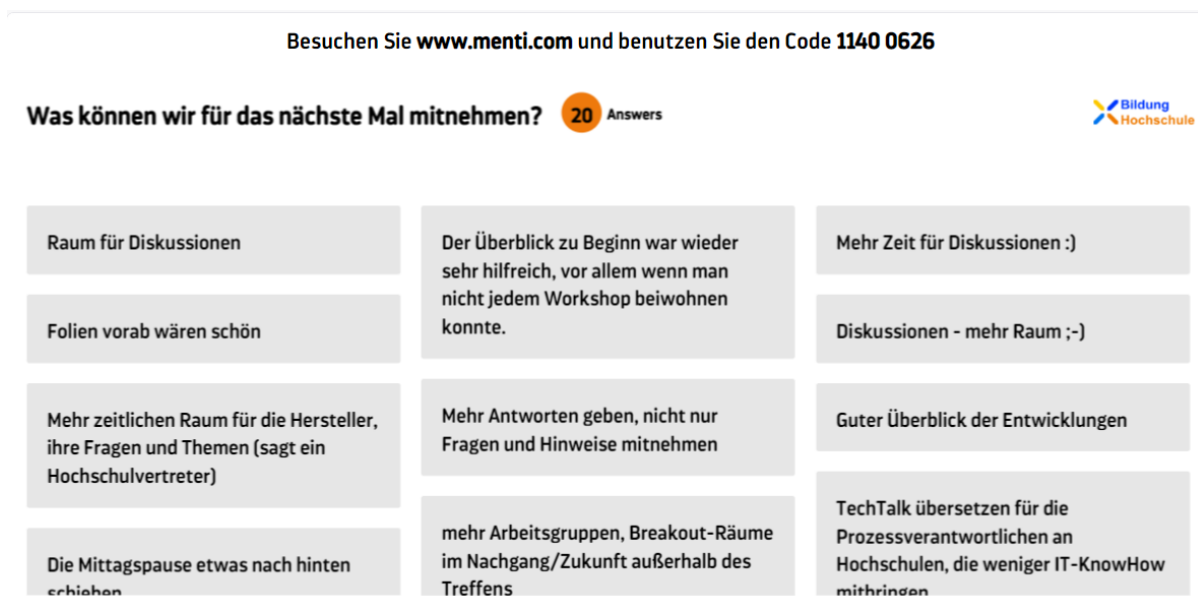 Besuchen Sie www.menti.com und benutzen Sie den Code 1140 0626
Was können wir für das nächste Mal mitnehmen?
20 Answers
Bildung
Hochschule
Raum für Diskussionen
Folien vorab wären schön
Mehr zeitlichen Raum für die Hersteller,
ihre Fragen und Themen (sagt ein
Hochschulvertreter)
Die Mittagspause etwas nach hinten
schieben
Der Überblick zu Beginn war wieder
sehr hilfreich, vor allem wenn man
nicht jedem Workshop beiwohnen
konnte.
Mehr Antworten geben, nicht nur
Fragen und Hinweise mitnehmen
mehr Arbeitsgruppen, Breakout-Räume
im Nachgang/Zukunft außerhalb des
Treffens
Mehr Zeit für Diskussionen :)
Diskussionen - mehr Raum ;-)
Guter Überblick der Entwicklungen
TechTalk übersetzen für die
Prozessverantwortlichen an
Hochschulen, die weniger IT-KnowHow
mitbringen